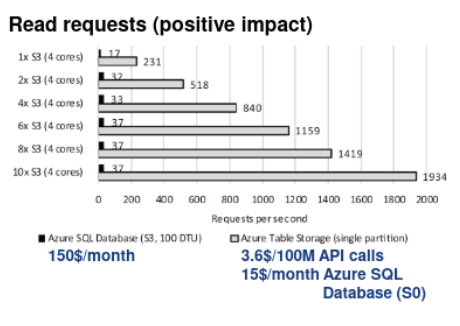 Read requests (positive impact)
1x S3 (4 cores)
17
231
2x S3 (4 cores)
32
518
4x S3 (4 cores)
33
840
6x S3 (4 cores)
37
1159
8x S3 (4 cores)
37
1419
10x S3 (4 cores)
37
1934
0 200 400 600 800 1000 1200 1400 1600 1800 2000
Requests per second
Azure SQL Database (S3, 100 DTU)
Azure Table Storage (single partition)
150$/month
3.6$/100M API calls
15$/month Azure SQL
Database (S0)